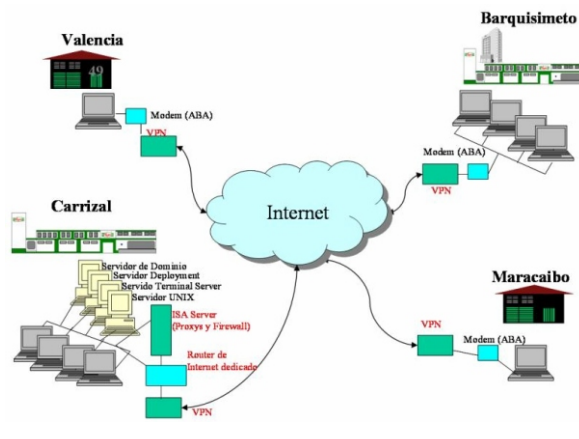 Valencia
49
Modem (ABA)
VPN
Barquisimeto
Modem (ABA)
VPN
Internet
Carrizal
Servidor de Dominio
Servidor Deployment
Servido Terminal Server
Servidor UNIX
ISA Server
(Proxys y Firewall)
Router de
Internet dedicado
VPN
Maracaibo
VPN
Modem (ABA)